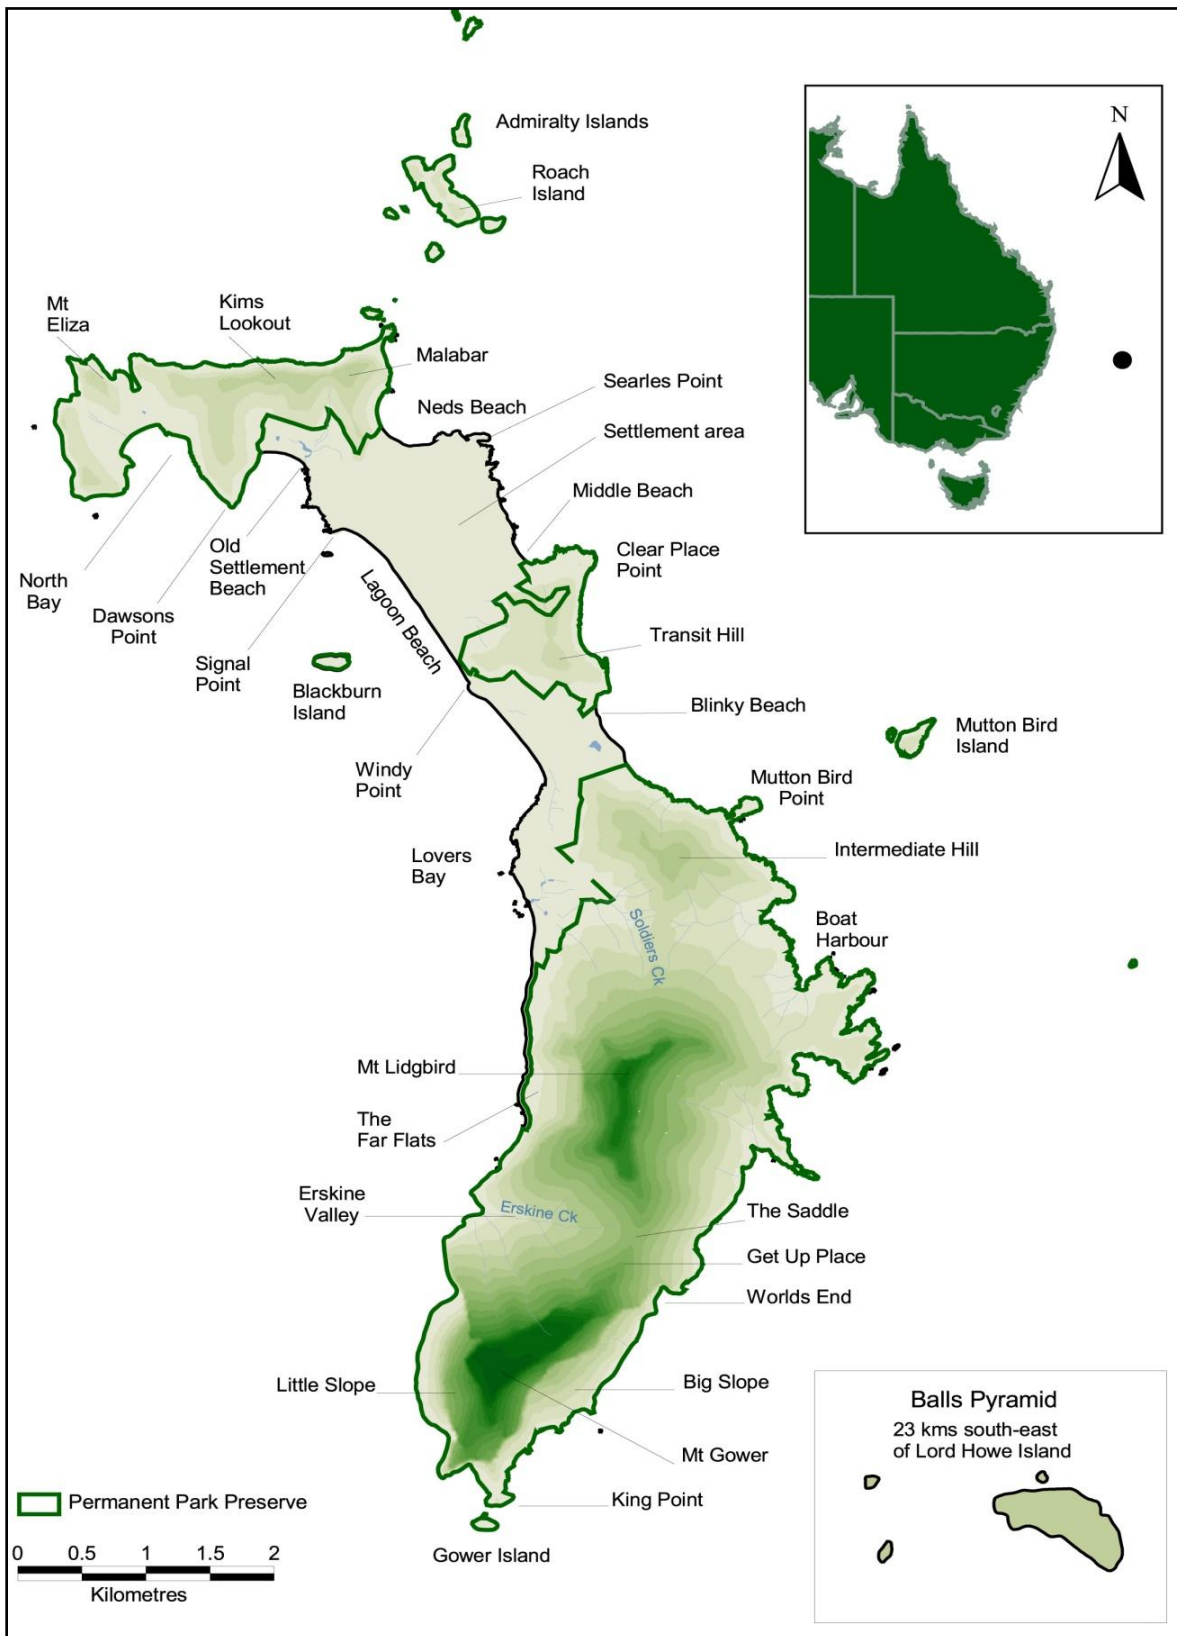 Admiralty Islands
Roach
Island
N
Mt
Eliza
Kims
Lookout
Malabar
Searles Point
Neds Beach
Settlement area
Middle Beach
Clear Place
Point
Old
Settlement
Beach
North
Bay
Dawsons
Point
Lagoon Beach
Transit Hill
Signal
Point
Blackburn
Island
Blinky Beach
Mutton Bird
Island
Windy
Point
Mutton Bird
Point
Lovers
Bay
Intermediate Hill
Boat
Harbour
Soldiers Ck
Mt Lidgbird
The
Far Flats
Erskine
Valley
Erskine Ck
The Saddle
Get Up Place
Worlds End
Little Slope
Big Slope
Mt Gower
King Point
Gower Island
Balls Pyramid
23 kms south-east
of Lord Howe Island
Permanent Park Preserve
0 0.5 1 1.5 2
Kilometres